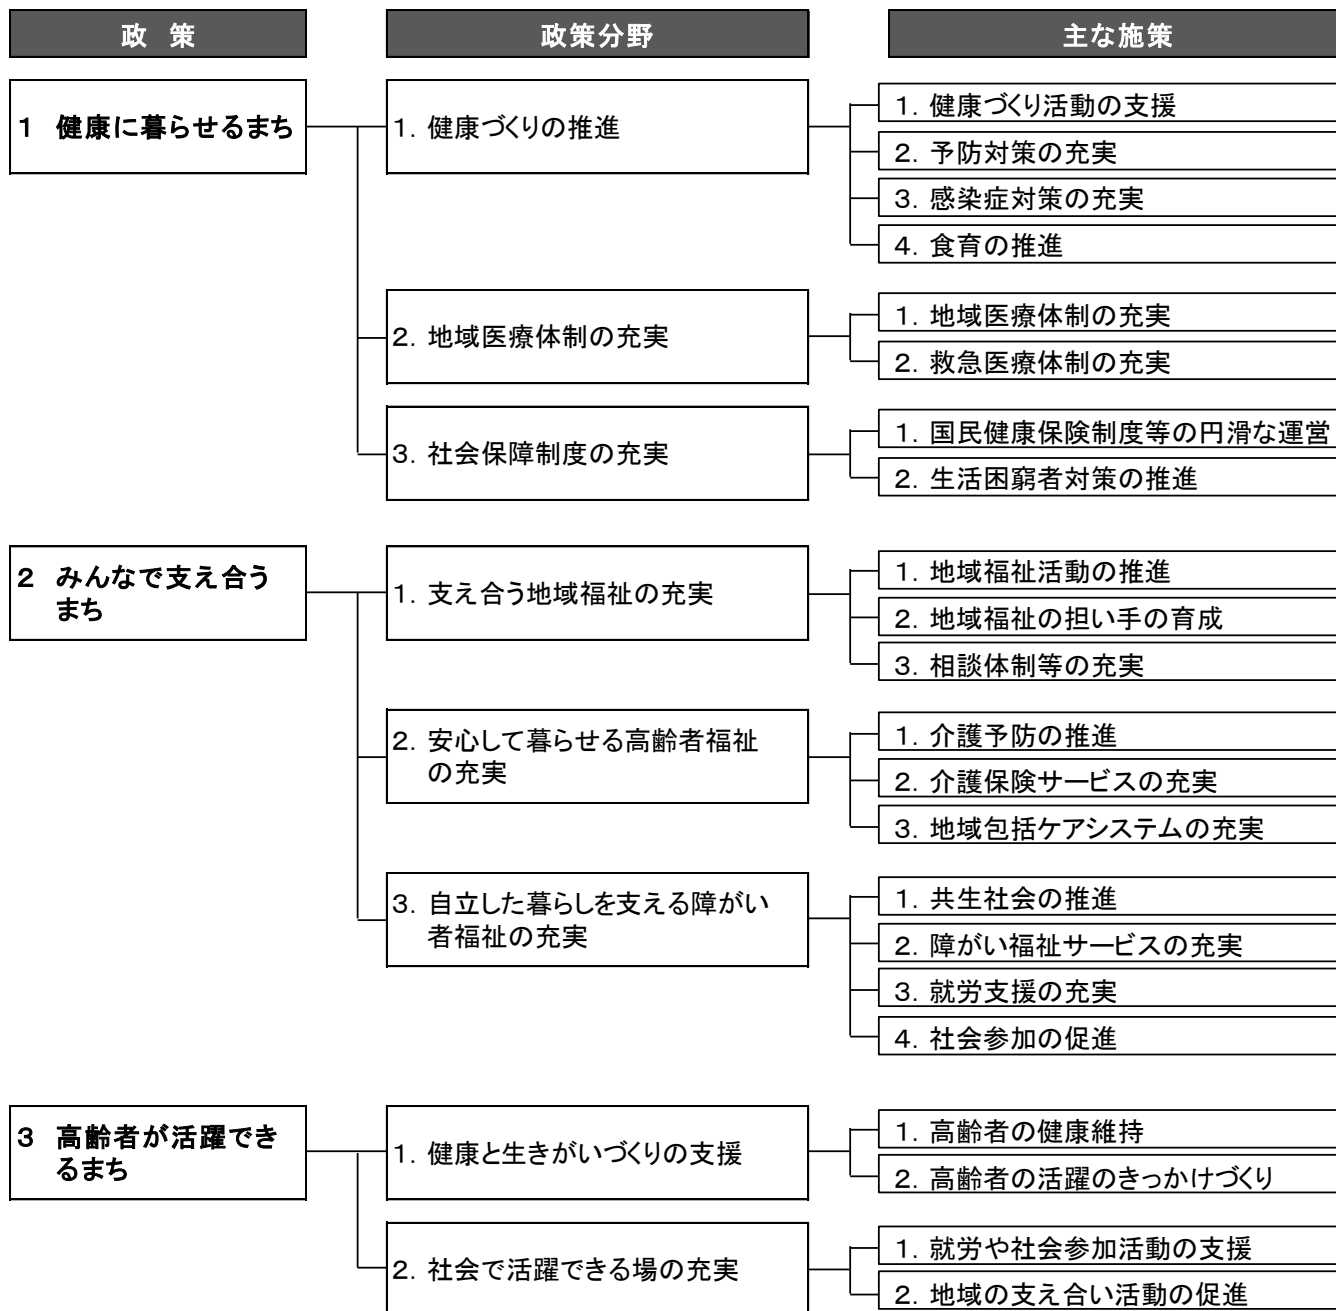 政　策
政策分野
主な施策
1　健康に暮らせるまち
1．健康づくりの推進
1．健康づくり活動の支援
2．予防対策の充実
3．感染症対策の充実
4．食育の推進
2．地域医療体制の充実
1．地域医療体制の充実
2．救急医療体制の充実
3．社会保障制度の充実
1．国民健康保険制度等の円滑な運営
2．生活困窮者対策の推進
2　みんなで支え合う
まち
1．支え合う地域福祉の充実
1．地域福祉活動の推進
2．地域福祉の担い手の育成
3．相談体制等の充実
2．安心して暮らせる高齢者福祉
の充実
1．介護予防の推進
2．介護保険サービスの充実
3．地域包括ケアシステムの充実
3．自立した暮らしを支える障がい
者福祉の充実
1．共生社会の推進
2．障がい福祉サービスの充実
3．就労支援の充実
4．社会参加の促進
3　高齢者が活躍でき
るまち
1．健康と生きがいづくりの支援
1．高齢者の健康維持
2．高齢者の活躍のきっかけづくり
2．社会で活躍できる場の充実
1．就労や社会参加活動の支援
2．地域の支え合い活動の促進